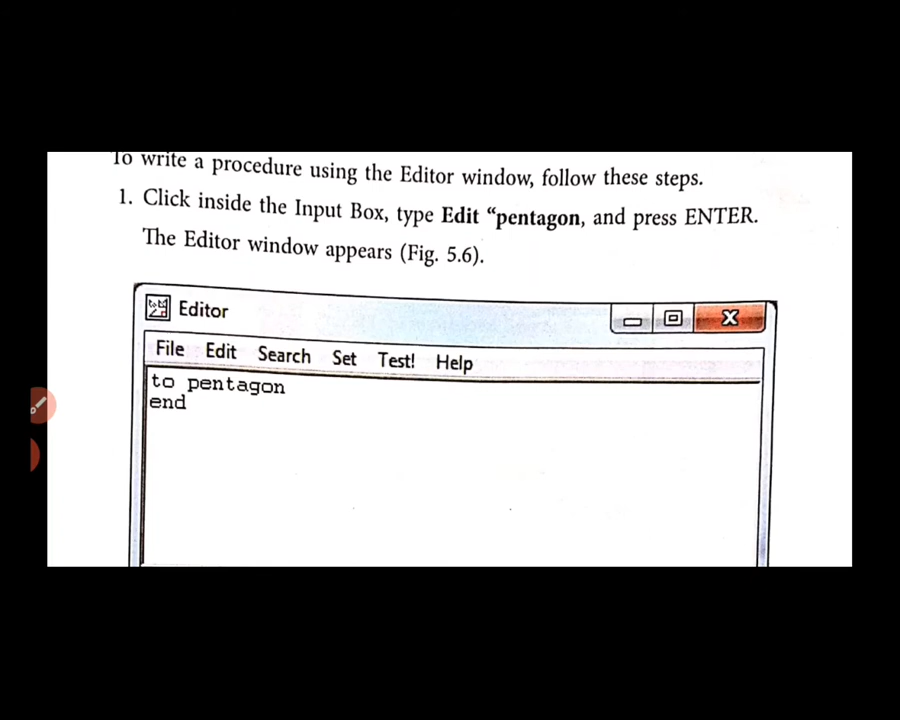 To write a procedure using the Editor window, follow these steps.
1. Click inside the Input Box, type Edit “pentagon, and press ENTER.
The Editor window appears (Fig. 5.6).
Editor
File Edit Search Set Test! Help
to pentagon
end